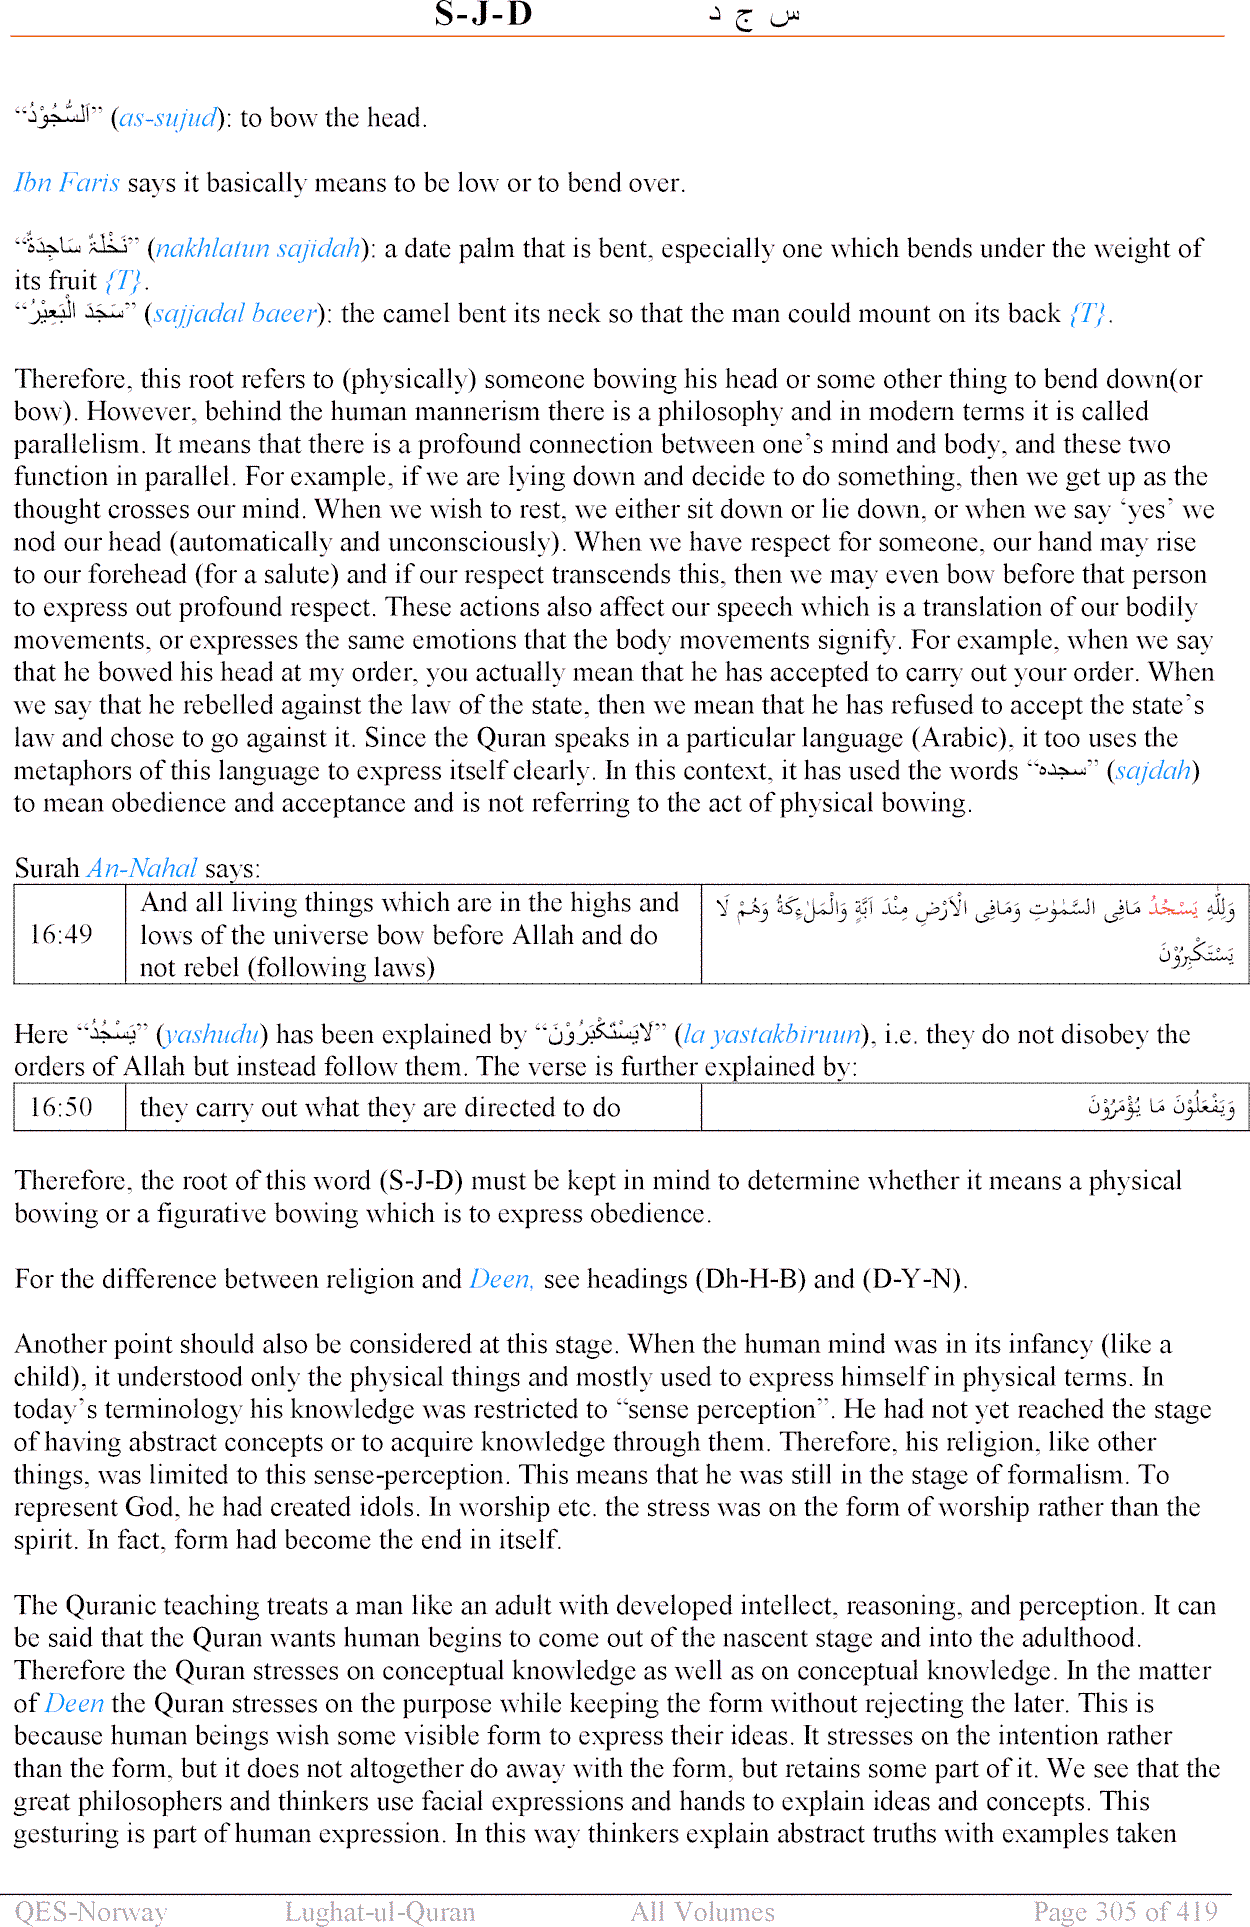 S-J-D س ج د
“اَلسُّجُوْدُ” (as-sujud): to bow the head.
Ibn Faris says it basically means to be low or to bend over.
“نَخْلَۃٌ سَاجِدَۃٌ” (nakhlatun sajidah): a date palm that is bent, especially one which bends under the weight of
its fruit {T}.
“سَجَدَ الْبَعِيْرُ” (sajjadal baeer): the camel bent its neck so that the man could mount on its back {T}.
Therefore, this root refers to (physically) someone bowing his head or some other thing to bend down(or
bow). However, behind the human mannerism there is a philosophy and in modern terms it is called
parallelism. It means that there is a profound connection between one’s mind and body, and these two
function in parallel. For example, if we are lying down and decide to do something, then we get up as the
thought crosses our mind. When we wish to rest, we either sit down or lie down, or when we say ‘yes’ we
nod our head (automatically and unconsciously). When we have respect for someone, our hand may rise
to our forehead (for a salute) and if our respect transcends this, then we may even bow before that person
to express out profound respect. These actions also affect our speech which is a translation of our bodily
movements, or expresses the same emotions that the body movements signify. For example, when we say
that he bowed his head at my order, you actually mean that he has accepted to carry out your order. When
we say that he rebelled against the law of the state, then we mean that he has refused to accept the state’s
law and chose to go against it. Since the Quran speaks in a particular language (Arabic), it too uses the
metaphors of this language to express itself clearly. In this context, it has used the words “سجده” (sajdah)
to mean obedience and acceptance and is not referring to the act of physical bowing.
Surah An-Nahal says:
16:49 And all living things which are in the highs and
lows of the universe bow before Allah and do
not rebel (following laws)
وَلِلّٰهِ يَسْجُدُ مَافِى السَّمٰوٰتِ وَمَافِى الْاَرْضِ مِنْدَ آبَّةٍ وَالْمَلٰءِكَةُ وَهُمْ لَا
يَسْتَكْبِرُوْنَ
Here “يَسْجُدُ” (yashudu) has been explained by “لَايَسْتَكْبَرُوْنَ” (la yastakbiruun), i.e. they do not disobey the
orders of Allah but instead follow them. The verse is further explained by:
16:50 they carry out what they are directed to do وَيَفْعَلُوْنَ مَا يُؤْمَرُوْنَ
Therefore, the root of this word (S-J-D) must be kept in mind to determine whether it means a physical
bowing or a figurative bowing which is to express obedience.
For the difference between religion and Deen, see headings (Dh-H-B) and (D-Y-N).
Another point should also be considered at this stage. When the human mind was in its infancy (like a
child), it understood only the physical things and mostly used to express himself in physical terms. In
today’s terminology his knowledge was restricted to “sense perception”. He had not yet reached the stage
of having abstract concepts or to acquire knowledge through them. Therefore, his religion, like other
things, was limited to this sense-perception. This means that he was still in the stage of formalism. To
represent God, he had created idols. In worship etc. the stress was on the form of worship rather than the
spirit. In fact, form had become the end in itself.
The Quranic teaching treats a man like an adult with developed intellect, reasoning, and perception. It can
be said that the Quran wants human begins to come out of the nascent stage and into the adulthood.
Therefore the Quran stresses on conceptual knowledge as well as on conceptual knowledge. In the matter
of Deen the Quran stresses on the purpose while keeping the form without rejecting the later. This is
because human beings wish some visible form to express their ideas. It stresses on the intention rather
than the form, but it does not altogether do away with the form, but retains some part of it. We see that the
great philosophers and thinkers use facial expressions and hands to explain ideas and concepts. This
gesturing is part of human expression. In this way thinkers explain abstract truths with examples taken
QES-Norway Lughat-ul-Quran All Volumes Page 305 of 419